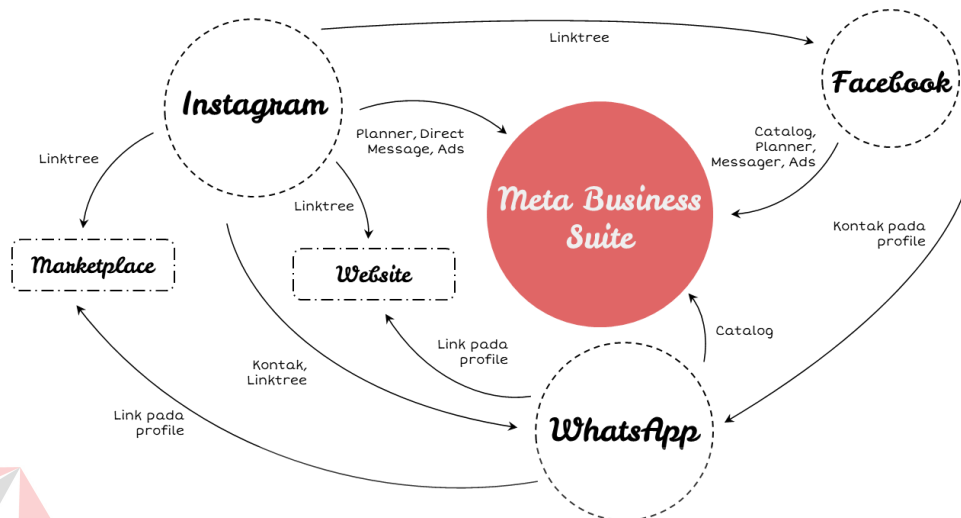 Linktree
Instagram
Facebook
Planner, Direct
Message, Ads
Catalog,
Planner,
Messager, Ads
Linktree
Meta Business
Suite
Linktree
Kontak pada
profile
Marketplace
Website
Catalog
Link pada
profile
Kontak,
Linktree
Link pada
profile
WhatsApp